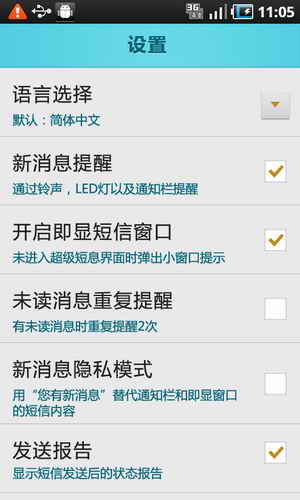 3G
11:05
设置
语言选择
默认：简体中文
新消息提醒
通过铃声，LED灯以及通知栏提醒
开启即显短信窗口
未进入超级短息界面时弹出小窗口提示
未读消息重复提醒
有未读消息时重复提醒2次
新消息隐私模式
用“您有新消息”替代通知栏和即显窗口
的短信内容
发送报告
显示短信发送后的状态报告